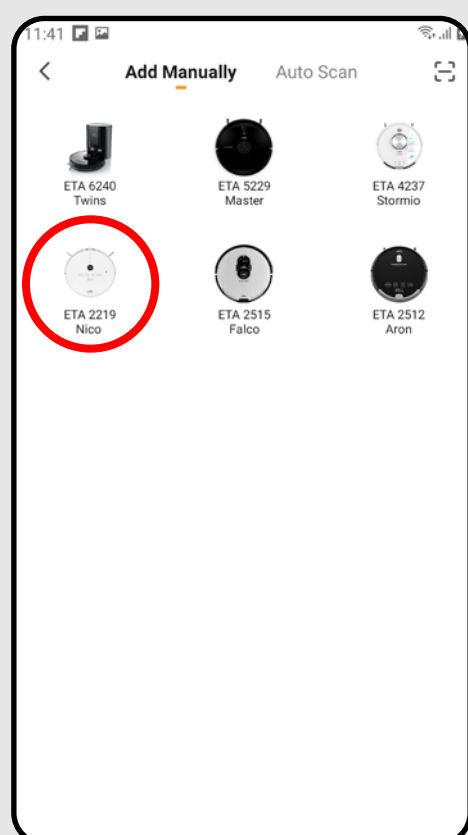 11:41
Add Manually Auto Scan
ETA 6240
Twins
ETA 5229
Master
ETA 4237
Stormio
ETA 2219
Nico
ETA 2515
Falco
ETA 2512
Aron